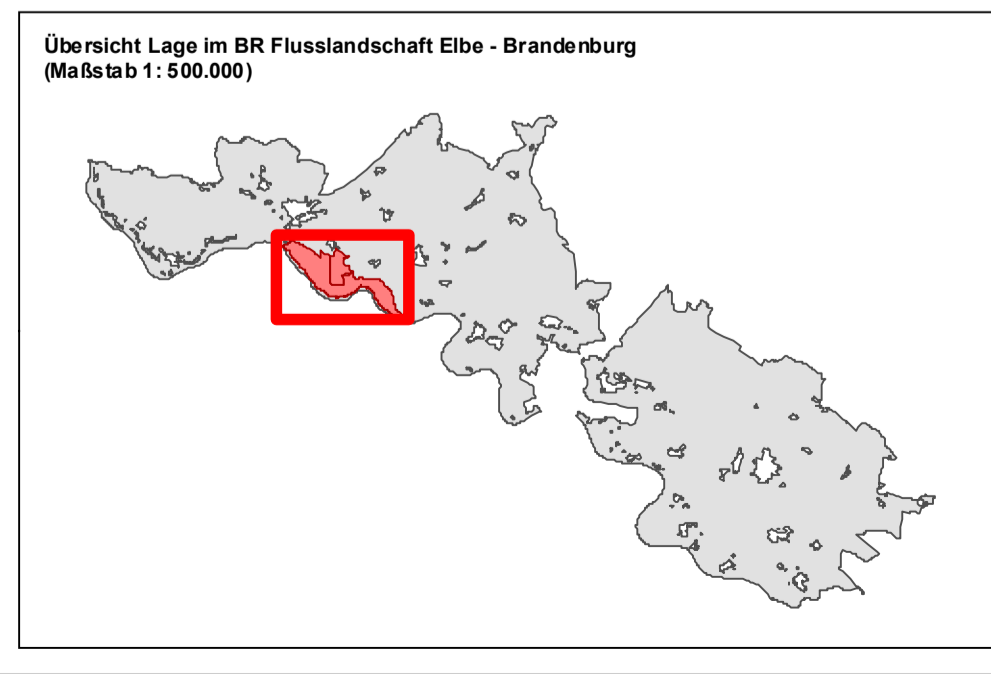 Übersicht Lage im BR Flusslandschaft Elbe - Brandenburg
(Maßstab 1: 500.000)